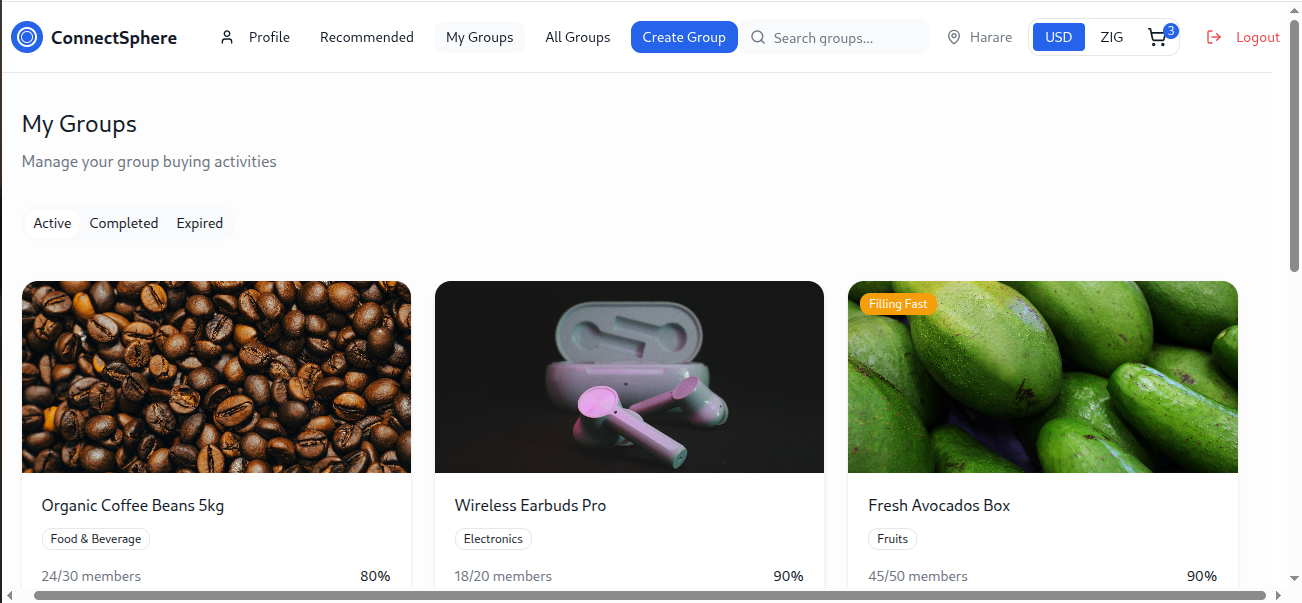 ConnectSphere Profile Recommended My Groups All Groups Create Group Search groups... Harare USD ZIG 3 Logout
My Groups
Manage your group buying activities
Active Completed Expired
Filling Fast
Organic Coffee Beans 5kg Wireless Earbuds Pro Fresh Avocados Box
Food & Beverage Electronics Fruits
24/30 members 80% 18/20 members 90% 45/50 members 90%